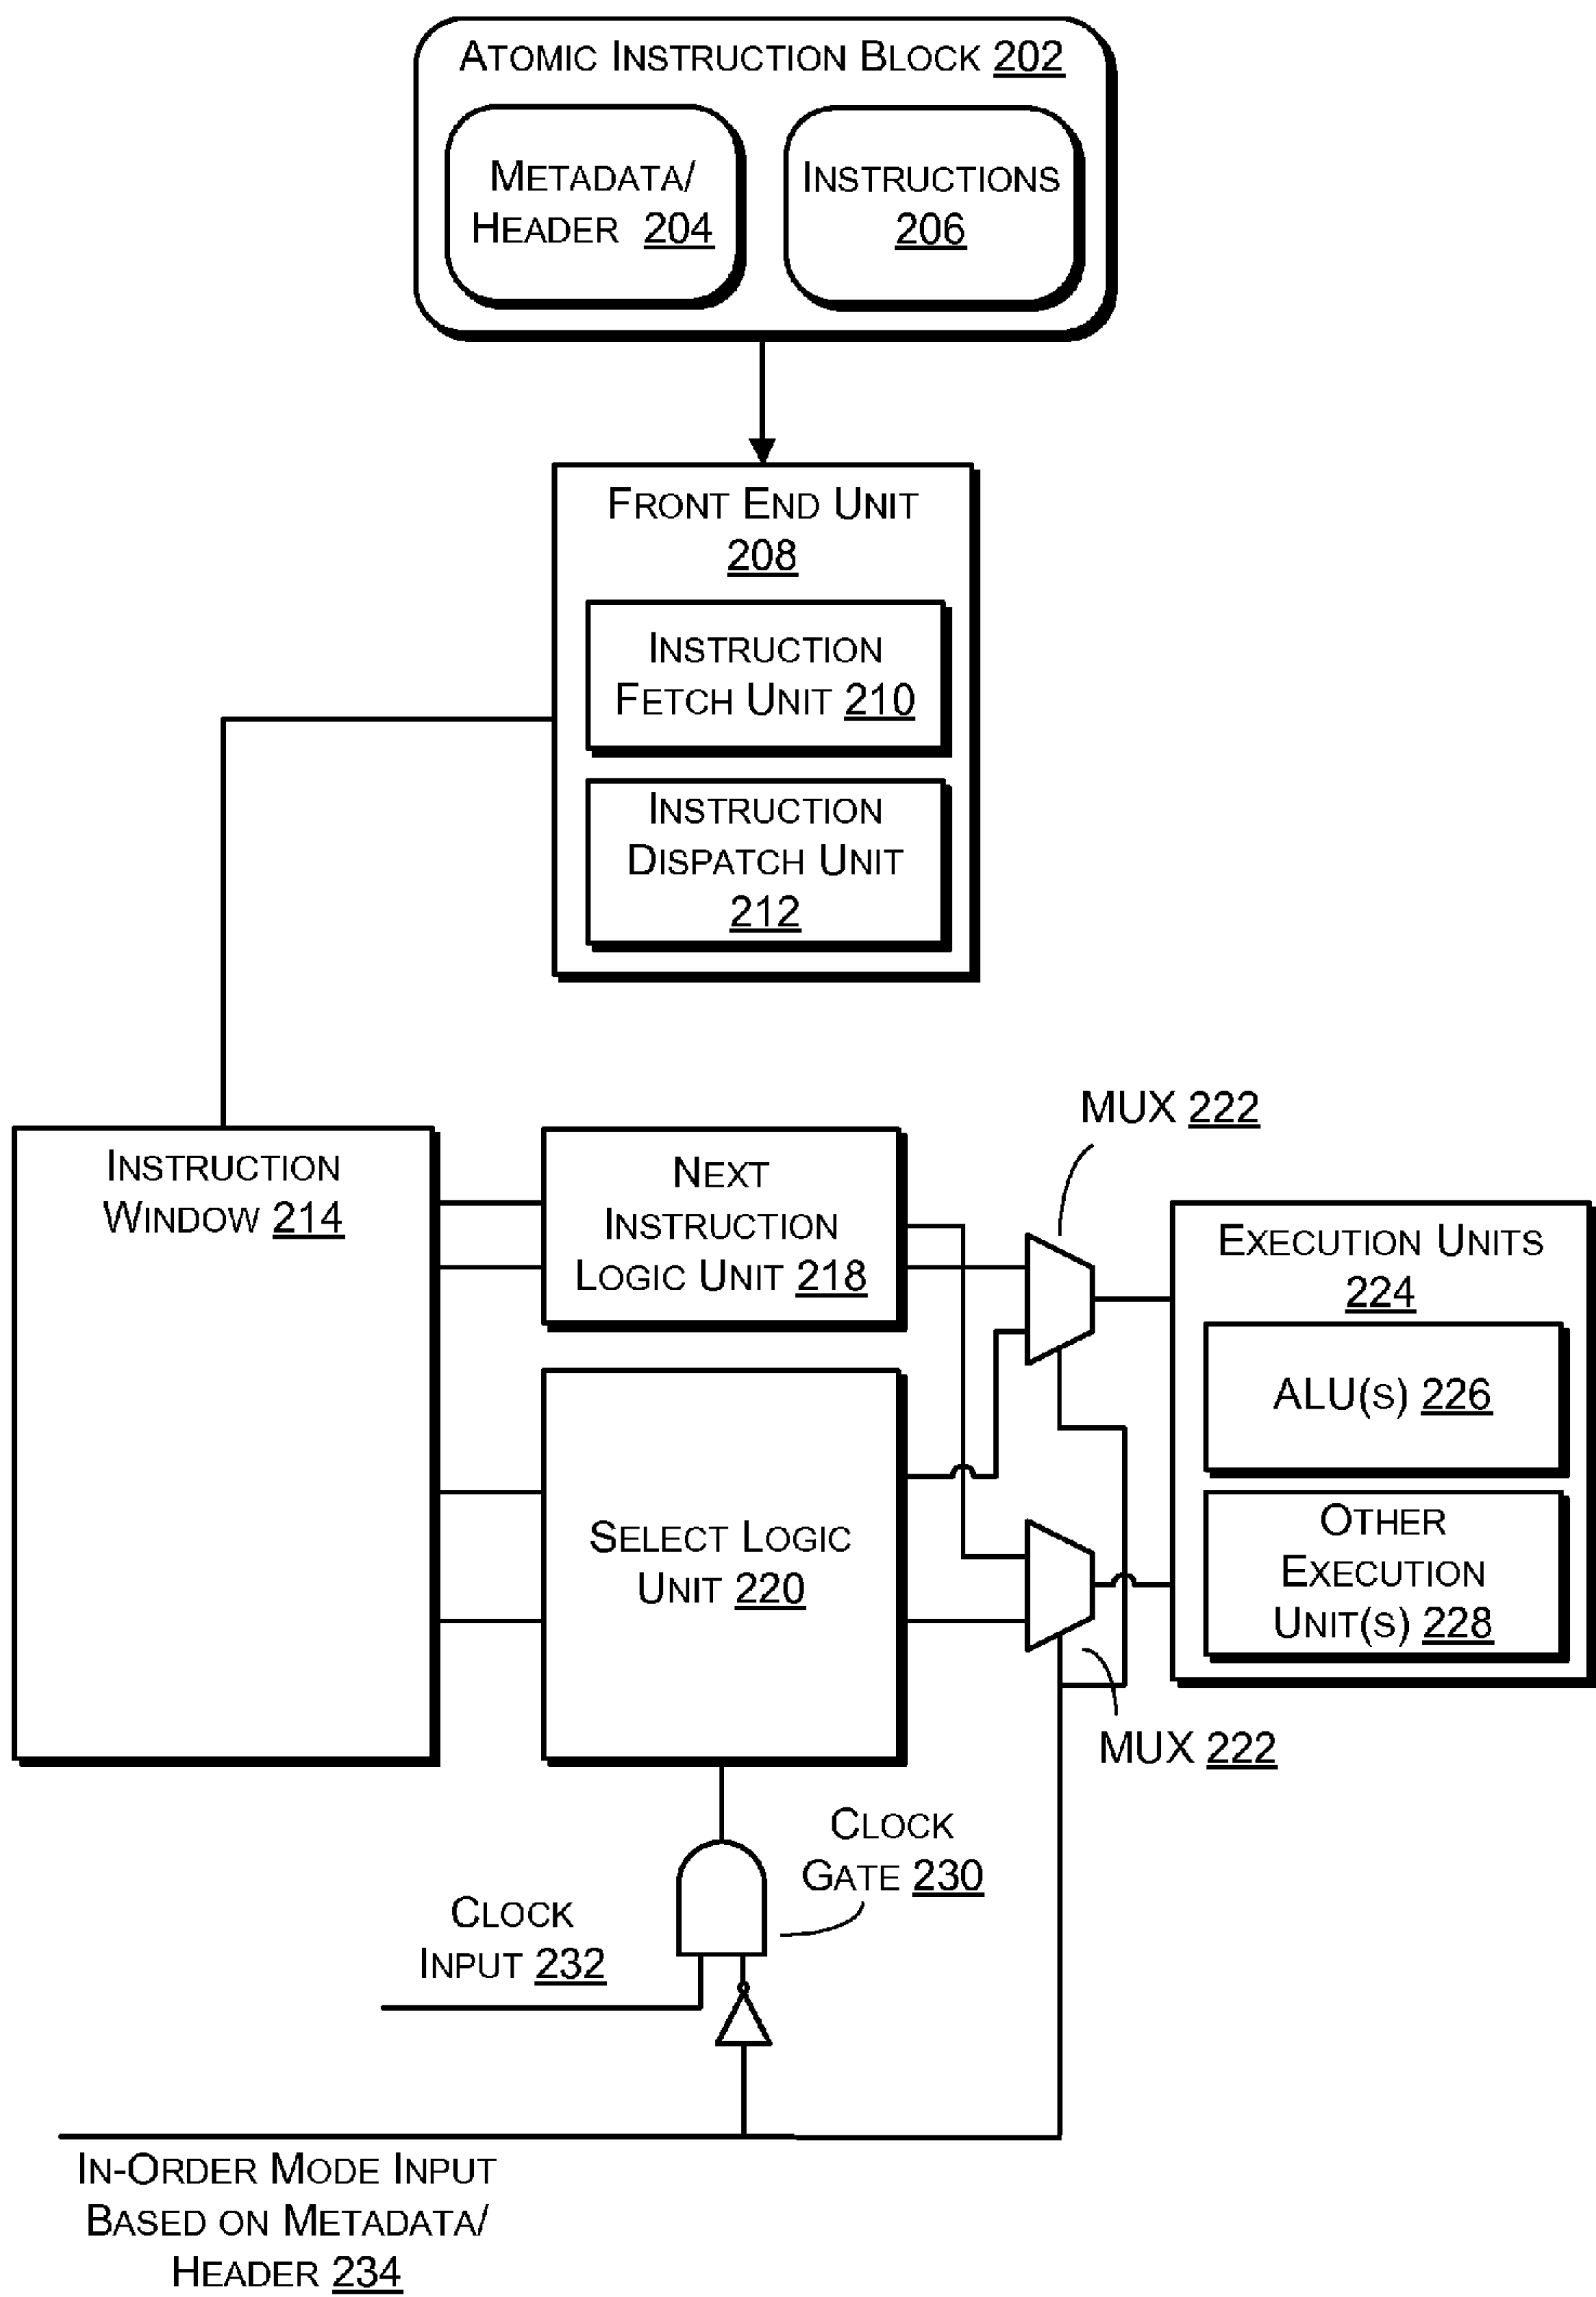 ATOMIC INSTRUCTION BLOCK 202
METADATA/
HEADER 204
INSTRUCTIONS
206
FRONT END UNIT
208
INSTRUCTION
FETCH UNIT 210
INSTRUCTION
DISPATCH UNIT
212
MUX 222
INSTRUCTION
WINDOW 214
NEXT
INSTRUCTION
LOGIC UNIT 218
EXECUTION UNITS
224
ALU(S) 226
SELECT LOGIC
UNIT 220
OTHER
EXECUTION
UNIT(S) 228
MUX 222
CLOCK
GATE 230
CLOCK
INPUT 232
IN-ORDER MODE INPUT
BASED ON METADATA/
HEADER 234